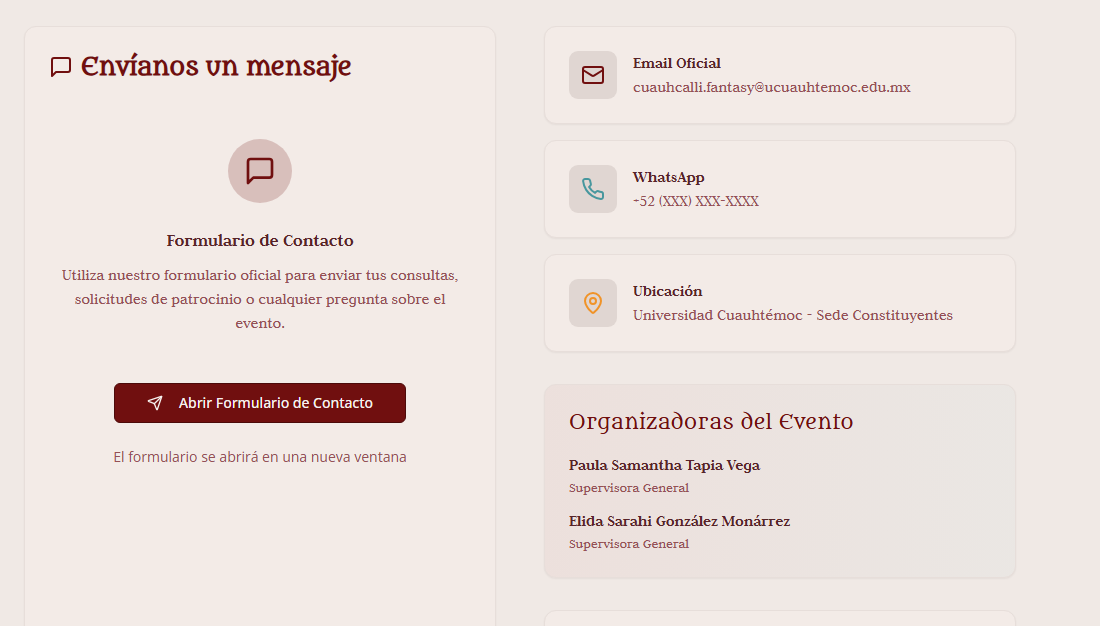 Envíanos un mensaje
Formulario de Contacto
Utiliza nuestro formulario oficial para enviar tus consultas,
solicitudes de patrocinio o cualquier pregunta sobre el
evento.
Abrir Formulario de Contacto
El formulario se abrirá en una nueva ventana
Email Oficial
cuauhcalli.fantasy@ucuauhtemoc.edu.mx
WhatsApp
+52 (XXX) XXX-XXXX
Ubicación
Universidad Cuauhtémoc - Sede Constituyentes
Organizadoras del Evento
Paula Samantha Tapia Vega
Supervisora General
Elida Sarahi González Monárrez
Supervisora General